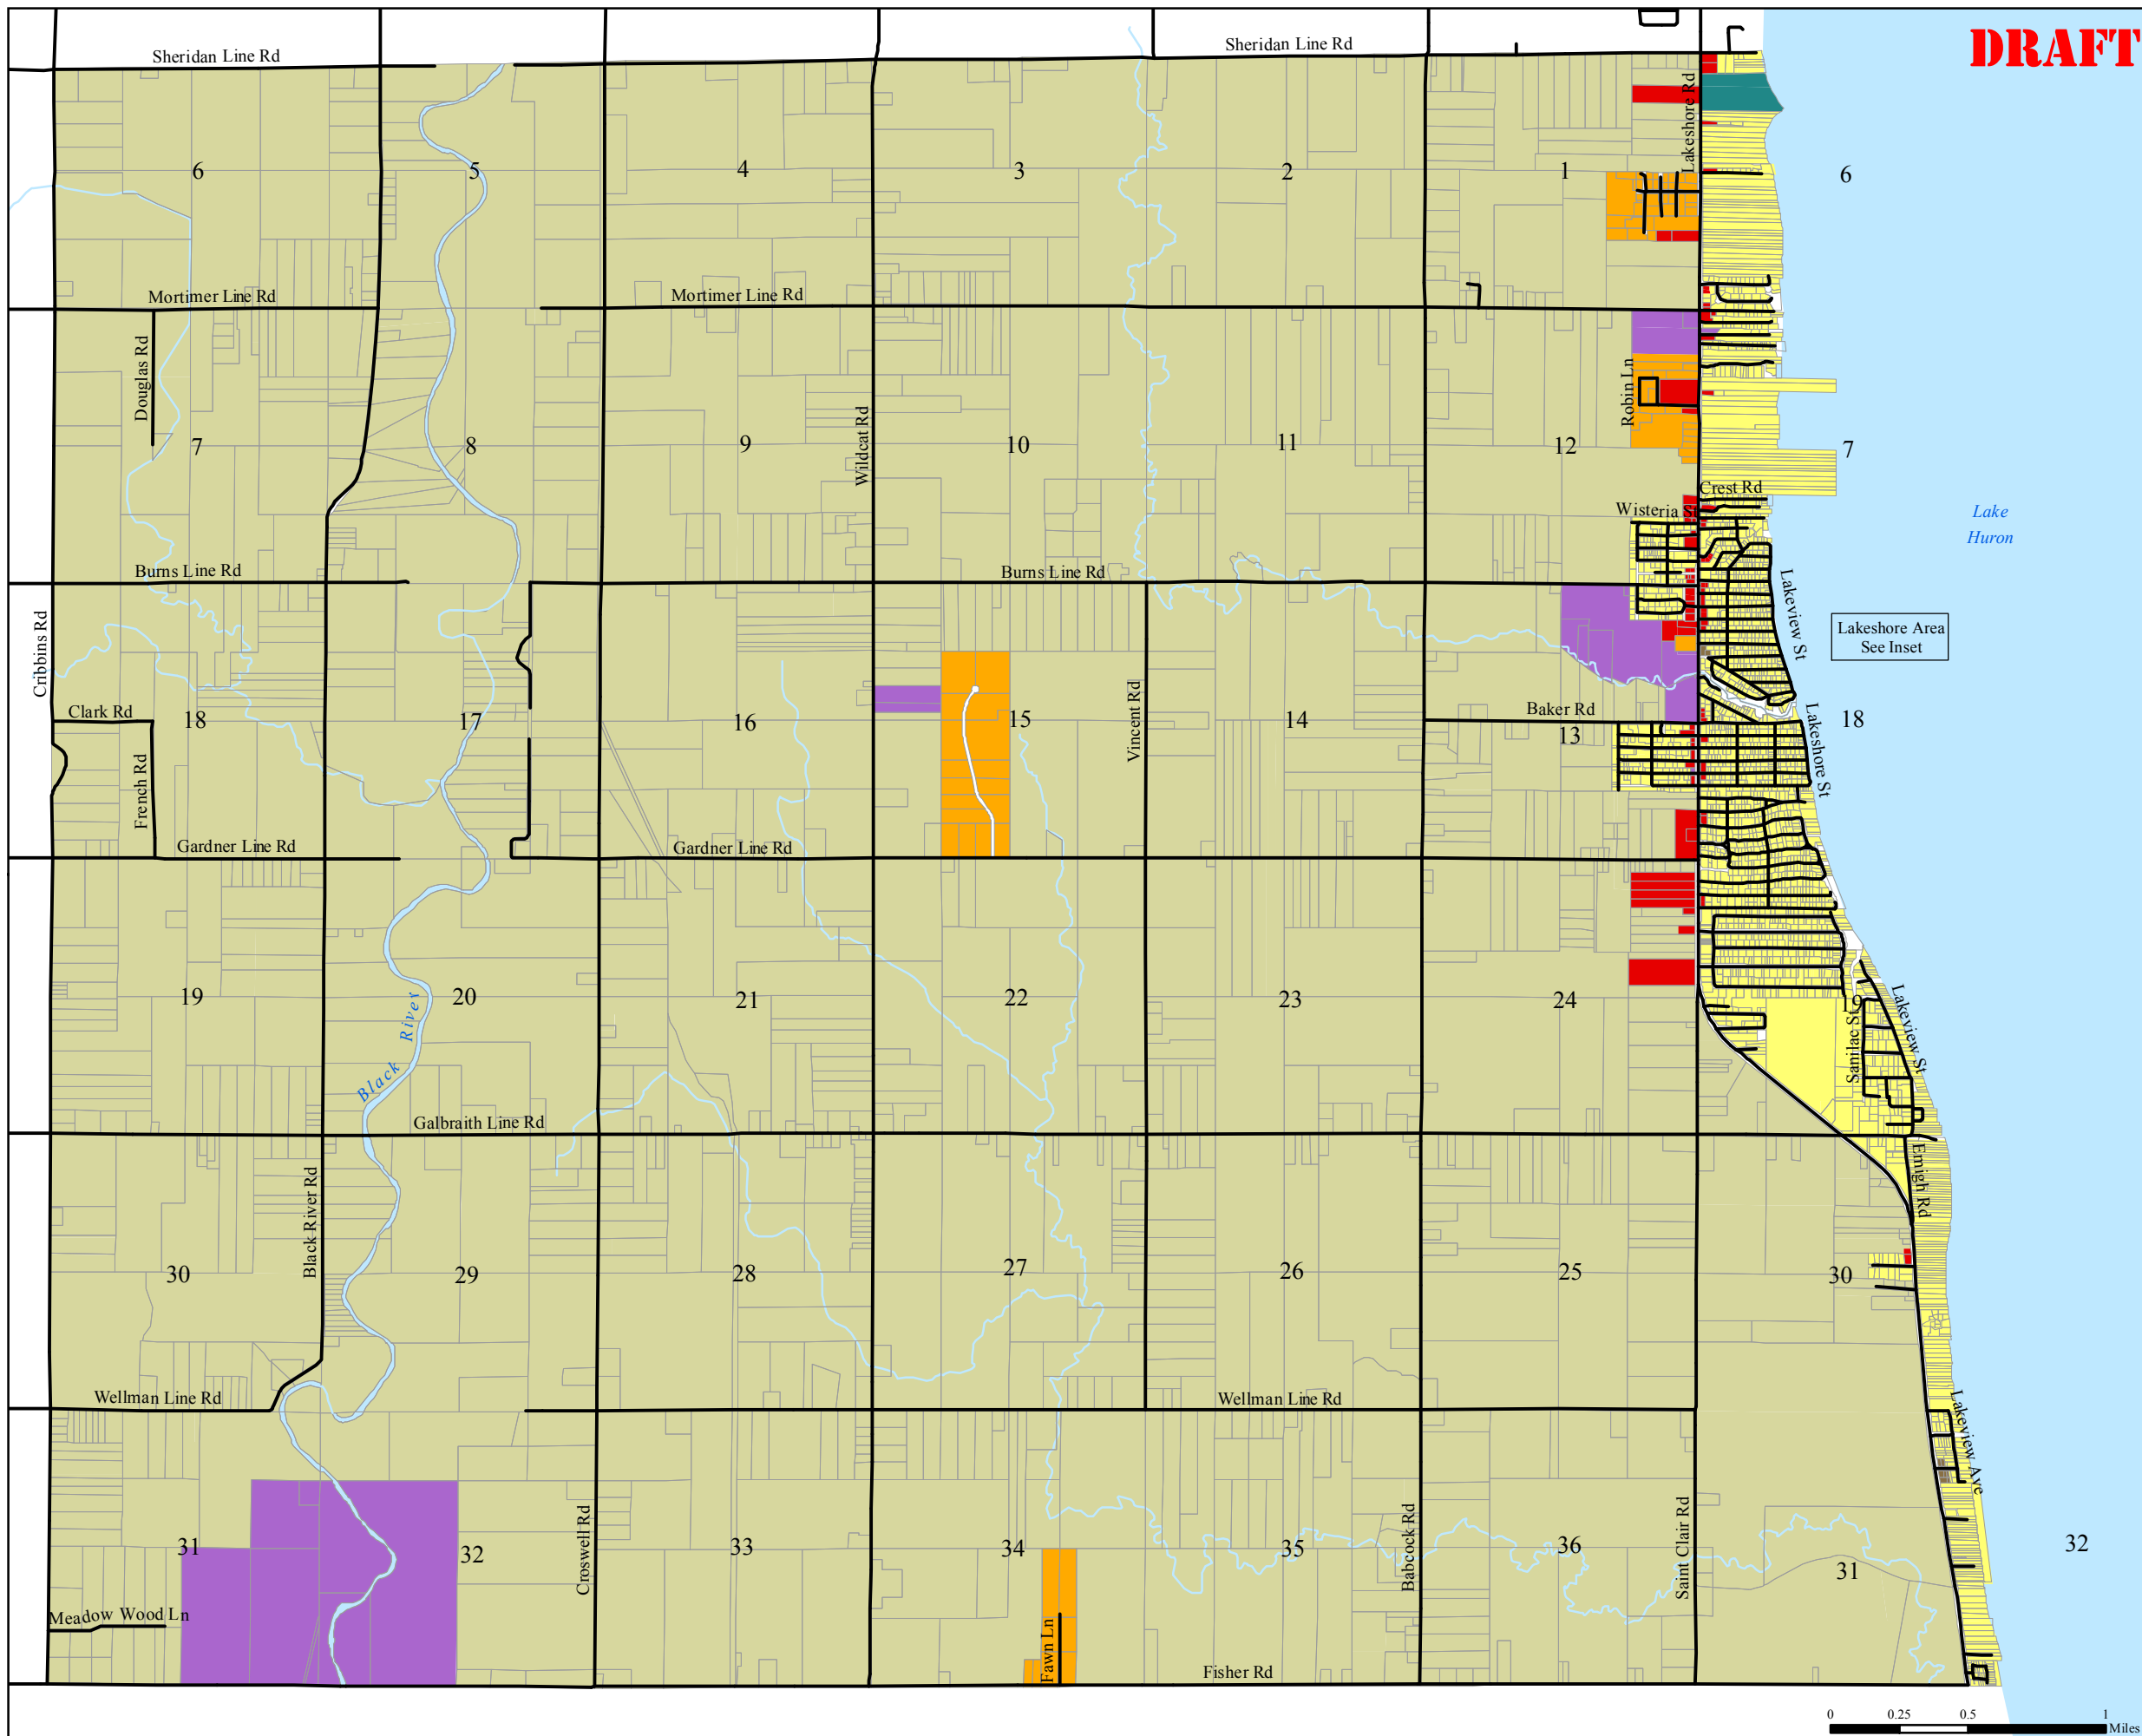 DRAFT
Sheridan Line Rd
Sheridan Line Rd
Lakeshore Rd
6
5
4
3
2
1
6
Mortimer Line Rd
Mortimer Line Rd
Douglas Rd
Robin Ln
Wildcat Rd
7
8
9
10
11
12
7
Crest Rd
Wisteria St
Lake
Huron
Burns Line Rd
Burns Line Rd
Lakeview St
Lakeshore Area
See Inset
Cribbins Rd
Clark Rd
Vincent Rd
Baker Rd
Lakeshore St
18
17
16
15
14
13
18
French Rd
Gardner Line Rd
Gardner Line Rd
19
20
21
22
23
24
19
Black River
Sanilac St
Lakeview St
Galbraith Line Rd
Emigh Rd
Black River Rd
30
29
28
27
26
25
30
Wellman Line Rd
Wellman Line Rd
Lakeview Ave
Croswell Rd
Babcock Rd
Saint Clair Rd
31
32
33
34
35
36
31
32
Meadow Wood Ln
Fawn Ln
Fisher Rd
0 0.25 0.5 1
Miles